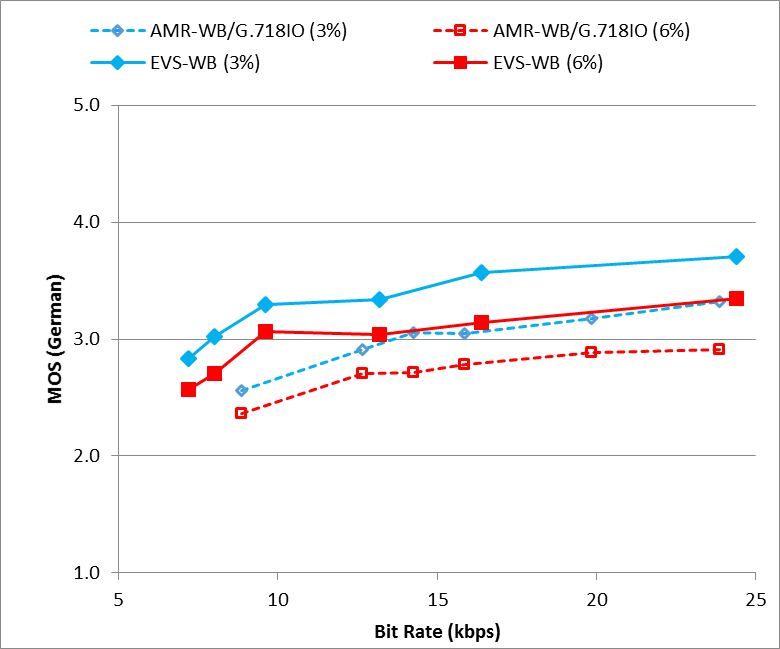 AMR-WB/G.718IO (3%) AMR-WB/G.718IO (6%)
EVS-WB (3%) EVS-WB (6%)
5.0
4.0
3.0
2.0
1.0
MOS (German)
5 10 15 20 25
Bit Rate (kbps)